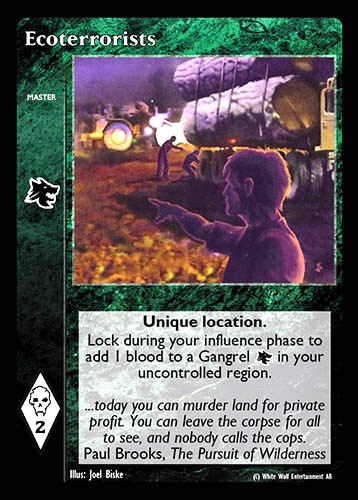 Ecoterrorists
MASTER
Unique location.
Lock during your influence phase to
add 1 blood to a Gangrel in your
uncontrolled region.
...today you can murder land for private
profit. You can leave the corpse for all
to see, and nobody calls the cops.
Paul Brooks, The Pursuit of Wilderness
2
Illus: Joel Biske
(C) White Wolf Entertainment AB